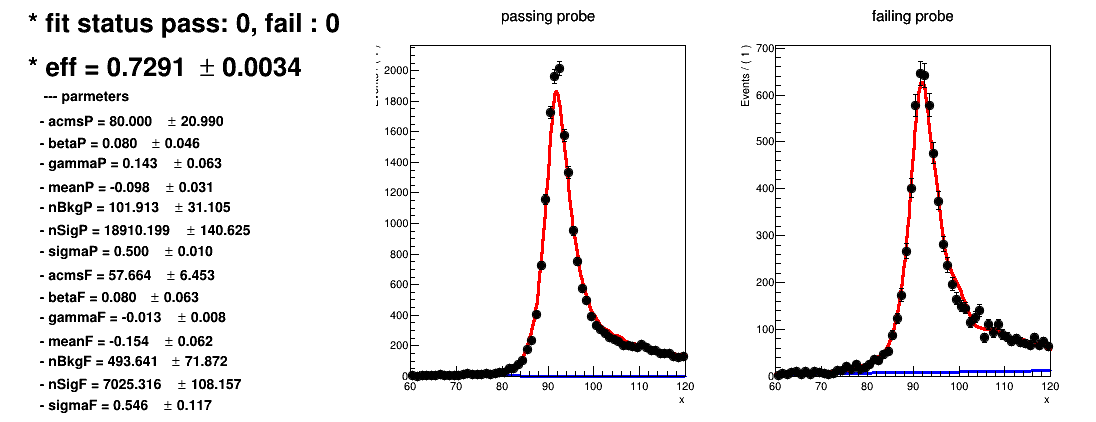 * fit status pass: 0, fail : 0
* eff = 0.7291 ± 0.0034
--- parmeters
- acmsP = 80.000 ± 20.990
- betaP = 0.080 ± 0.046
- gammaP = 0.143 ± 0.063
- meanP = -0.098 ± 0.031
- nBkgP = 101.913 ± 31.105
- nSigP = 18910.199 ± 140.625
- sigmaP = 0.500 ± 0.010
- acmsF = 57.664 ± 6.453
- betaF = 0.080 ± 0.063
- gammaF = -0.013 ± 0.008
- meanF = -0.154 ± 0.062
- nBkgF = 493.641 ± 71.872
- nSigF = 7025.316 ± 108.157
- sigmaF = 0.546 ± 0.117
passing probe
2000
1800
1600
1400
1200
1000
800
600
400
200
0
60 70 80 90 100 110 120
x
failing probe
Events / ( 1 )
700
600
500
400
300
200
100
0
60 70 80 90 100 110 120
x